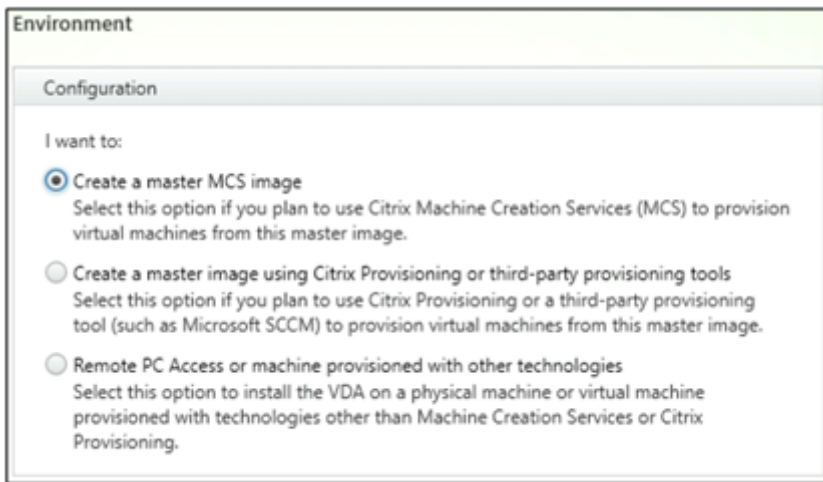 Environment
Configuration
I want to:
Create a master MCS image
Select this option if you plan to use Citrix Machine Creation Services (MCS) to provision
virtual machines from this master image.
Create a master image using Citrix Provisioning or third-party provisioning tools
Select this option if you plan to use Citrix Provisioning or a third-party provisioning
tool (such as Microsoft SCCM) to provision virtual machines from this master image.
Remote PC Access or machine provisioned with other technologies
Select this option to install the VDA on a physical machine or virtual machine
provisioned with technologies other than Machine Creation Services or Citrix
Provisioning.